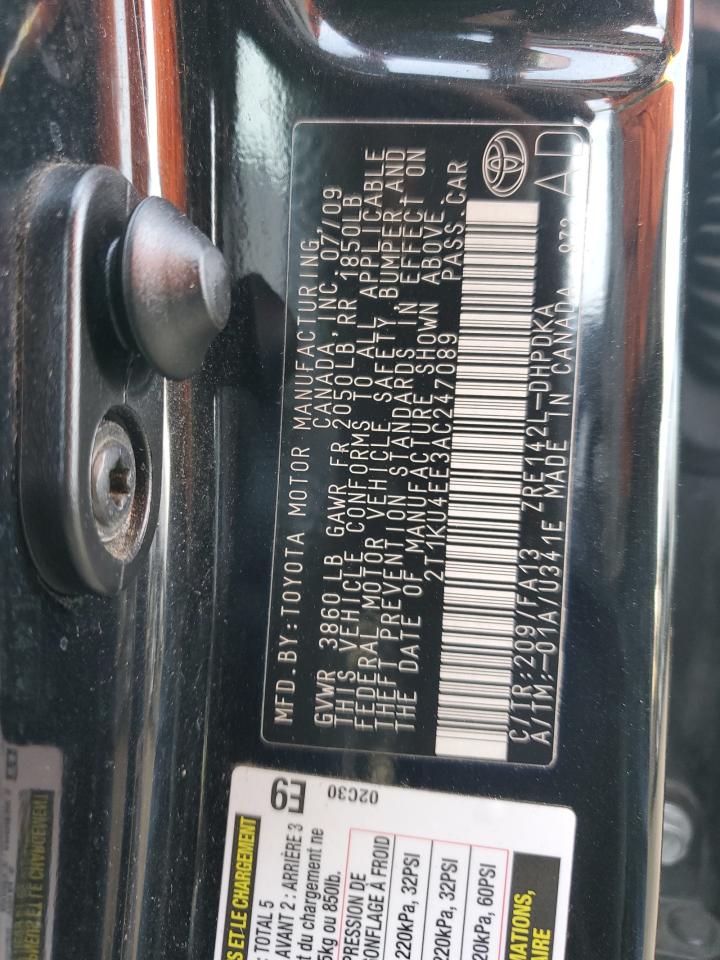 MFD.BY:TOYOTA MOTOR MANUFACTURING
CANADA INC. 07/09
GVWR 3860LB GAWR FR 2050LB RR 1850LB
THIS VEHICLE CONFORMS TO ALL APPLICABLE
FEDERAL MOTOR VEHICLE SAFETY, BUMPER, AND
THEFT PREVENTION STANDARDS IN EFFECT ON
THE DATE OF MANUFACTURE SHOWN ABOVE.
2T1KU4EE3AC247089 PASS.CAR
C/TR:209/FA13 ZRE142L-DHPDKA
A/TM:-01A/U341E MADE IN CANADA 973
AD
E9
02C30
S ET LE CHARGEMENT
TOTAL 5
AVANT 2 : ARRIÈRE 3
du chargement ne
5kg ou 850lb.
PRESSION DE
GONFLAGE À FROID
220kPa, 32PSI
20kPa, 32PSI
20kPa, 60PSI
MATIONS,
AIRE